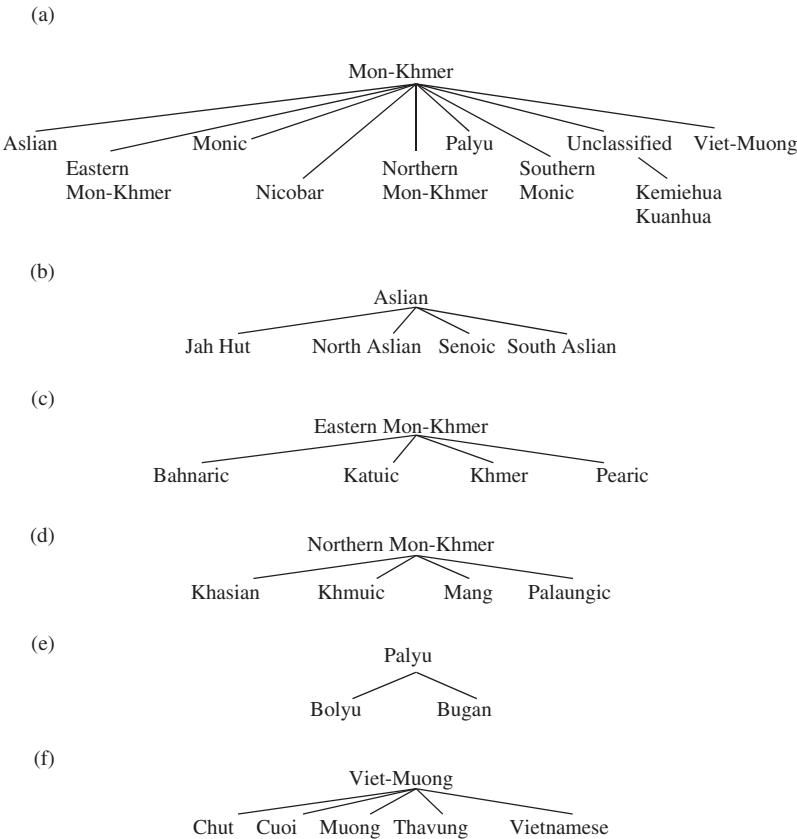 (a)
Mon-Khmer
Aslian Monic Palyu Unclassified Viet-Muong
Eastern Northern Southern
Mon-Khmer Nicobar Mon-Khmer Monic Kemiehua
Kuanhua
(b)
Aslian
Jah Hut North Aslian Senoic South Aslian
(c)
Eastern Mon-Khmer
Bahnaric Katuic Khmer Pearic
(d)
Northern Mon-Khmer
Khasian Khmuic Mang Palaungic
(e)
Palyu
Bolyu Bugan
(f)
Viet-Muong
Chut Cuoi Muong Thavung Vietnamese